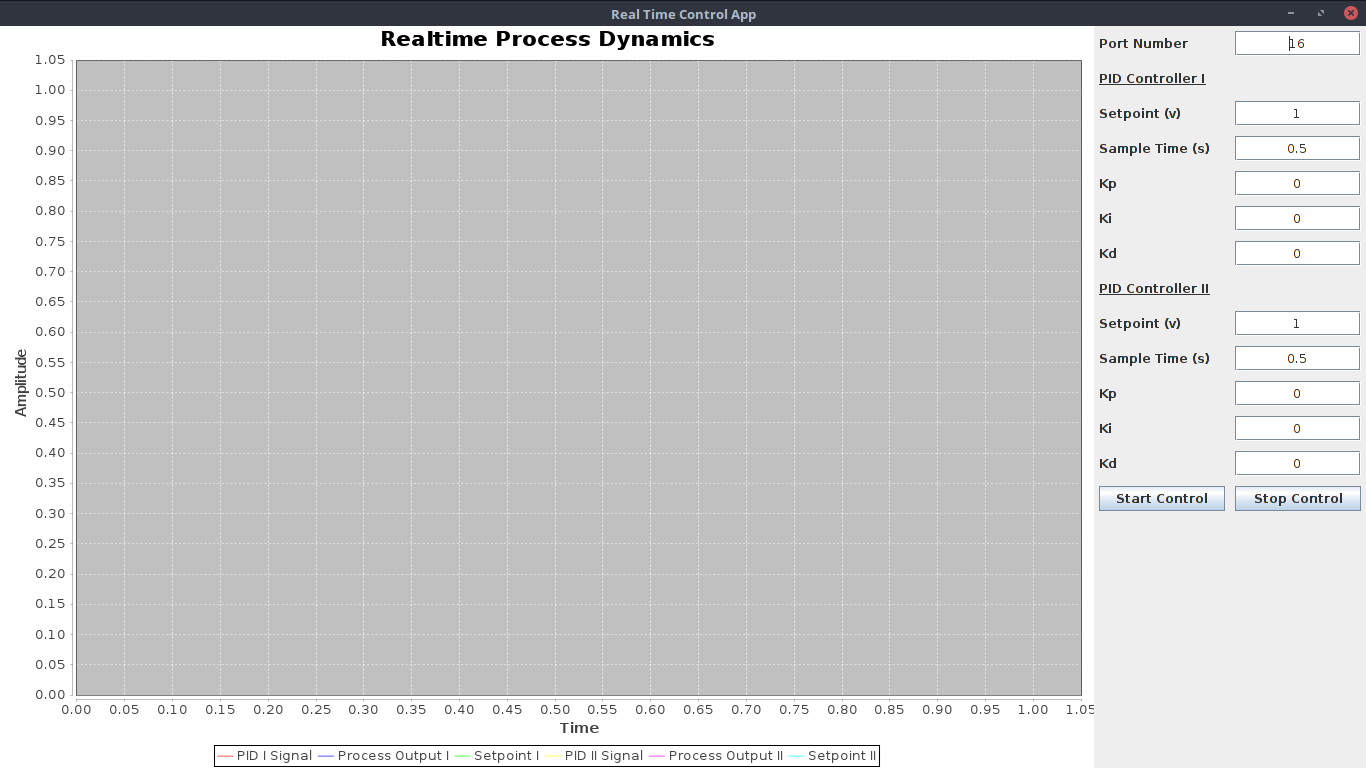 Real Time Control App
Realtime Process Dynamics
1.05
1.00
0.95
0.90
0.85
0.80
0.75
0.70
0.65
0.60
0.55
0.50
0.45
0.40
0.35
0.30
0.25
0.20
0.15
0.10
0.05
0.00
Amplitude
0.00 0.05 0.10 0.15 0.20 0.25 0.30 0.35 0.40 0.45 0.50 0.55 0.60 0.65 0.70 0.75 0.80 0.85 0.90 0.95 1.00 1.05
Time
PID I Signal Process Output I Setpoint I PID II Signal Process Output II Setpoint II
Port Number 16
PID Controller I
Setpoint (v) 1
Sample Time (s) 0.5
Kp 0
Ki 0
Kd 0
PID Controller II
Setpoint (v) 1
Sample Time (s) 0.5
Kp 0
Ki 0
Kd 0
Start Control Stop Control